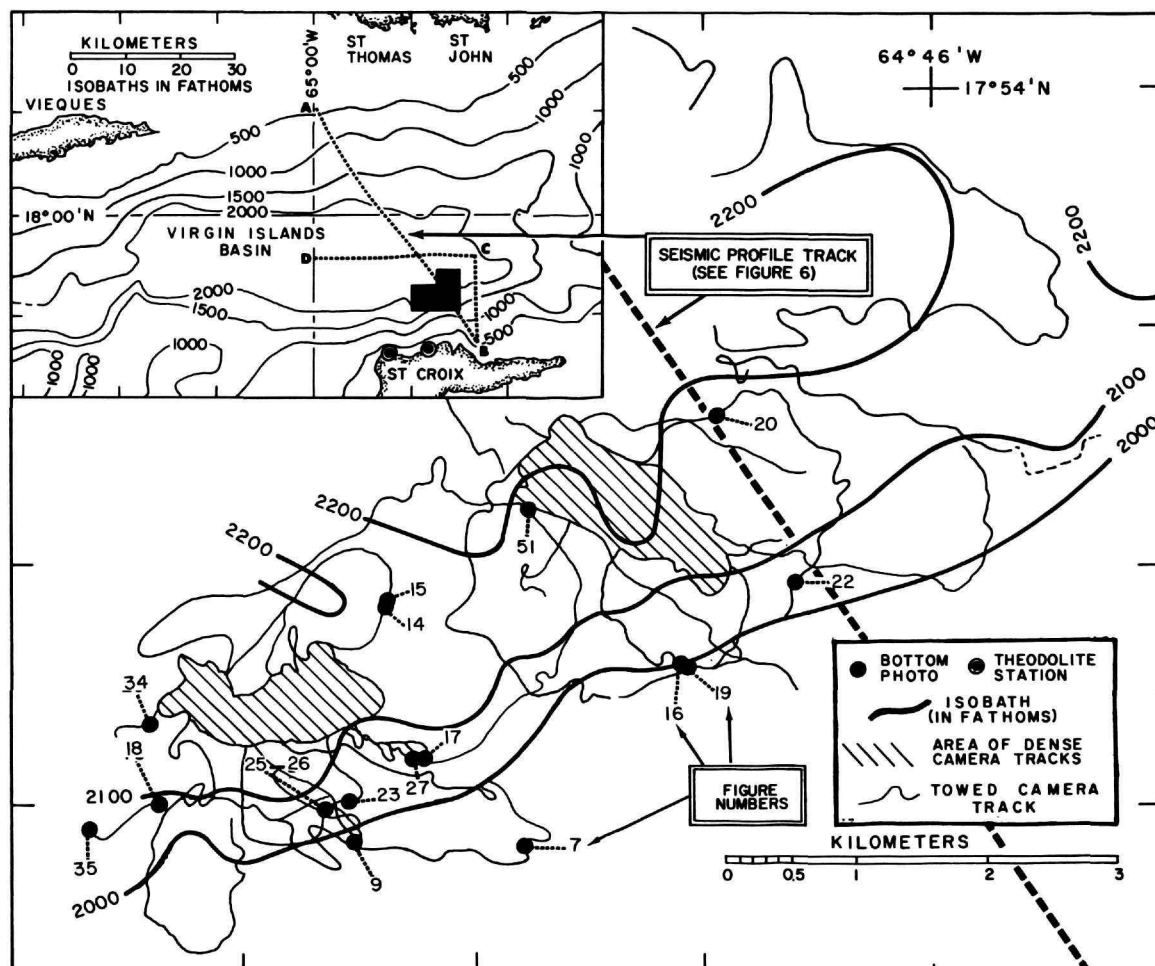 KILOMETERS
0 10 20 30
ISOBATHS IN FATHOMS
VIEQUES
65°00'W
ST
THOMAS
ST
JOHN
A
500
500
1000
1000
1000
1500
2000
18°00'N
VIRGIN ISLANDS
BASIN
D
C
2000
1500
1000
500
B
1000
1000
1000
ST CROIX
64°46'W
17°54'N
2200
2200
SEISMIC PROFILE TRACK
(SEE FIGURE 6)
2100
2000
20
2200
51
2200
22
15
14
34
18
25
26
17
27
23
16
19
2100
35
9
7
2000
FIGURE
NUMBERS
BOTTOM
PHOTO
THEODOLITE
STATION
ISOBATH
(IN FATHOMS)
AREA OF DENSE
CAMERA TRACKS
TOWED CAMERA
TRACK
KILOMETERS
0 0.5 1 2 3